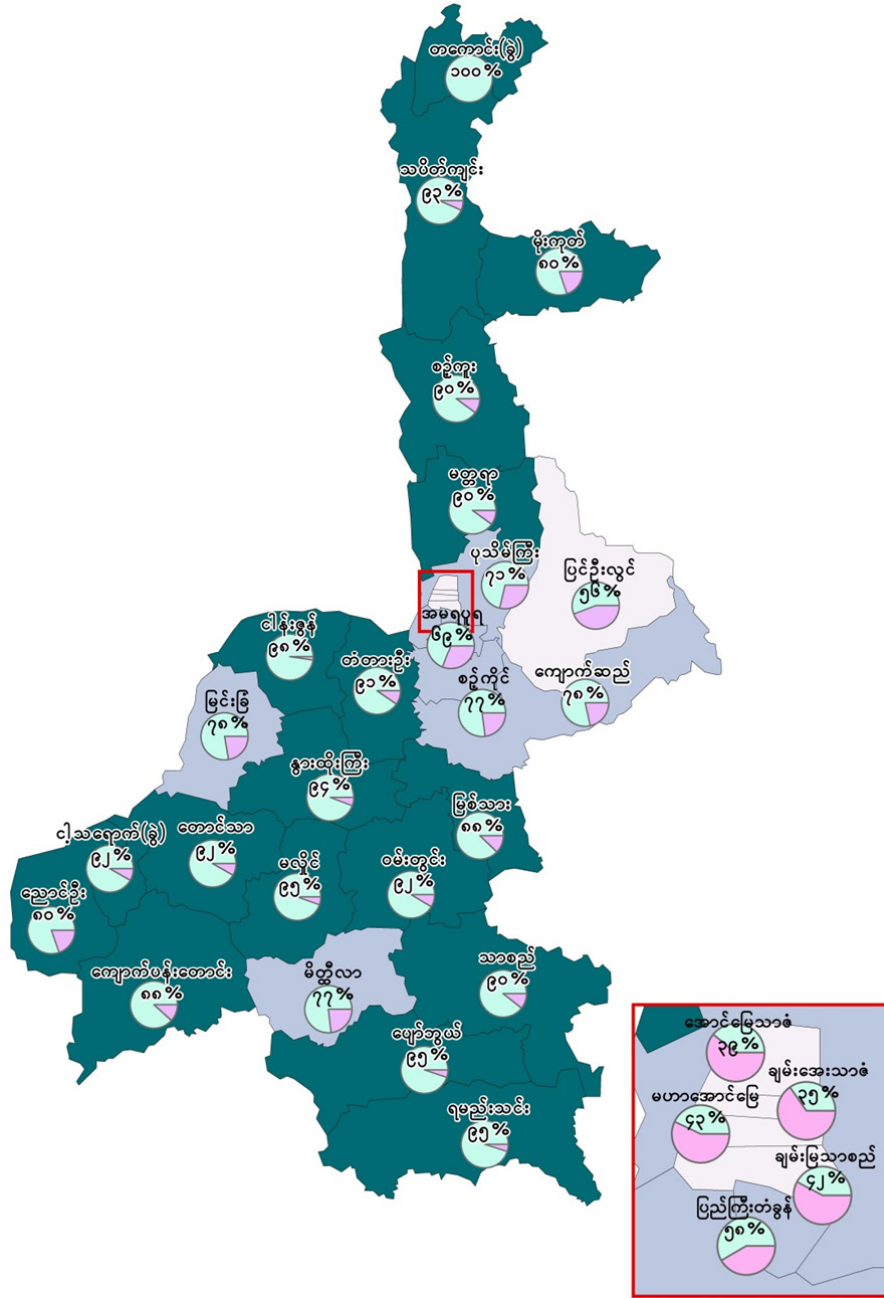 တကောင်း(ခွဲ)
၁၀၀%
သပိတ်ကျင်း
၉၃%
မိုးကုတ်
၈၀%
စဉ့်ကူး
၉၀%
မတ္တရာ
၉၀%
ပုသိမ်ကြီး
၇၁%
ပြင်ဦးလွင်
၅၆%
အမရပူရ
၆၉%
ငါန်းဇွန်
၉၈%
တံတားဦး
၉၁%
စဉ့်ကိုင်
၇၇%
ကျောက်ဆည်
၇၈%
မြင်းခြံ
၇၈%
နွားထိုးကြီး
၉၄%
မြစ်သား
၈၈%
ငါ့သရောက်(ခွဲ)
၉၂%
တောင်သာ
၉၂%
မလှိုင်
၉၅%
ဝမ်းတွင်း
၉၂%
ညောင်ဦး
၈၀%
ကျောက်ပန်းတောင်း
၈၈%
မိတ္ထီလာ
၇၇%
သာစည်
၉၀%
ပျော်ဘွယ်
၉၅%
ရမည်းသင်း
၉၅%
အောင်မြေသာဇံ
၃၉%
ချမ်းအေးသာဇံ
၃၅%
မဟာအောင်မြေ
၄၃%
ချမ်းမြသာစည်
၄၂%
ပြည်ကြီးတံခွန်
၅၈%